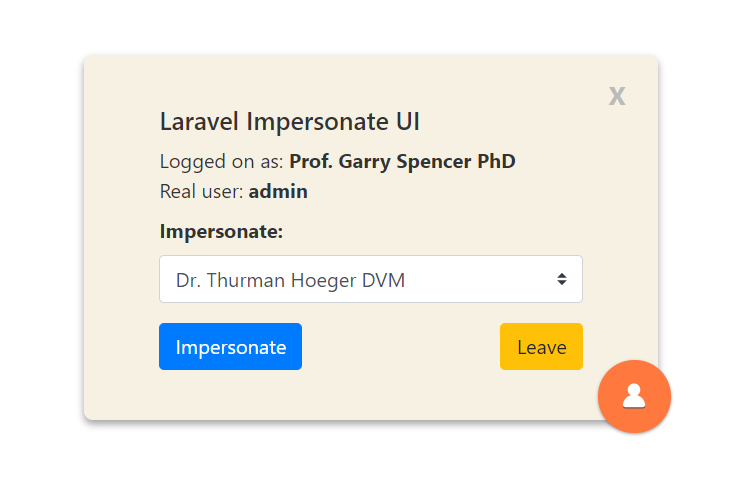 X
Laravel Impersonate UI
Logged on as: Prof. Garry Spencer PhD
Real user: admin
Impersonate:
Dr. Thurman Hoeger DVM
Impersonate
Leave